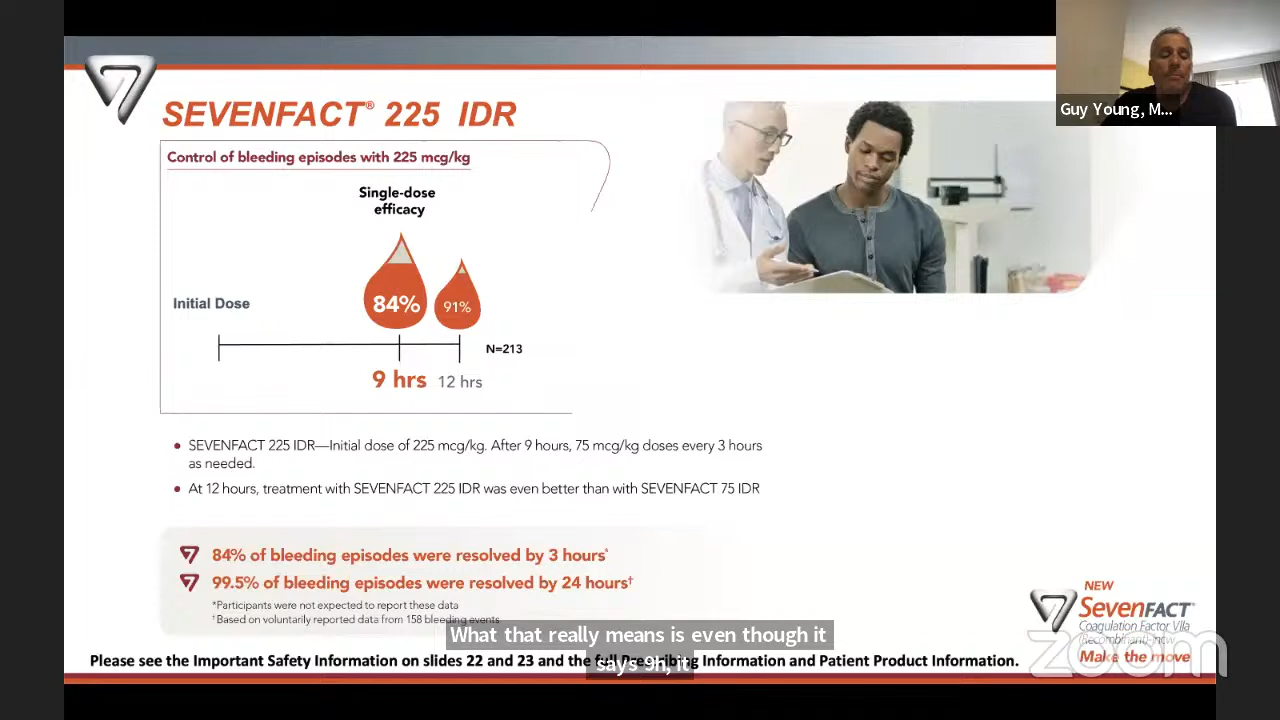 Guy Young, M...
SEVENFACT® 225 IDR
Control of bleeding episodes with 225 mcg/kg
Single-dose
efficacy
84%
91%
Initial Dose
N=213
9 hrs
12 hrs
• SEVENFACT 225 IDR—Initial dose of 225 mcg/kg. After 9 hours, 75 mcg/kg doses every 3 hours
as needed.
• At 12 hours, treatment with SEVENFACT 225 IDR was even better than with SEVENFACT 75 IDR
84% of bleeding episodes were resolved by 3 hours*
99.5% of bleeding episodes were resolved by 24 hours†
*Participants were not expected to report these data
†Based on voluntarily reported data from 158 bleeding events
What that really means is even though it
says 9h, it
NEW
SEVENFACT®
Coagulation Factor VIIa
(Recombinant)-jncw
Make the move
zoom
Please see the Important Safety Information on slides 22 and 23 and the full Prescribing Information and Patient Product Information.